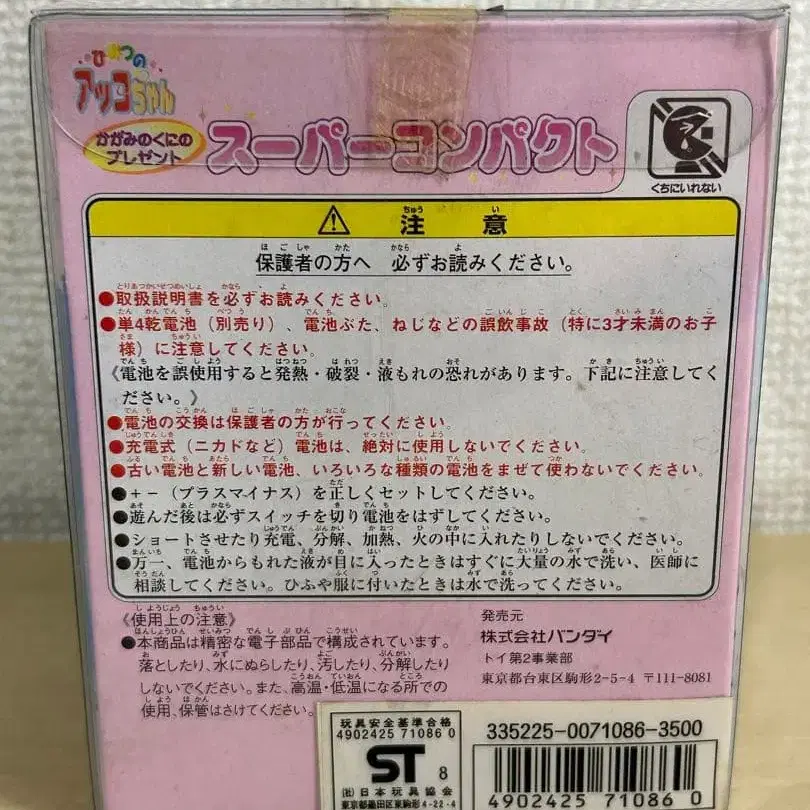 ひみつの
アッコちゃん
かがみのくにの
プレゼント
スーパーコンパクト
くちにいれない
注意
保護者の方へ 必ずお読みください。
●取扱説明書を必ずお読みください。
●単4乾電池（別売り）、電池ぶた、ねじなどの誤飲事故（特に3才未満のお子
様）に注意してください。
《電池を誤使用すると発熱・破裂・液もれの恐れがあります。下記に注意してく
ださい。》
●電池の交換は保護者の方が行ってください。
●充電式（ニカドなど）電池は、絶対に使用しないでください。
●古い電池と新しい電池、いろいろな種類の電池をまぜて使わないでください。
●＋−（プラスマイナス）を正しくセットしてください。
●遊んだ後は必ずスイッチを切り電池をはずしてください。
●ショートさせたり充電、分解、加熱、火の中に入れたりしないでください。
●万一、電池からもれた液が目に入ったときはすぐに大量の水で洗い、医師に
相談してください。ひふや服に付いたときは水で洗ってください。
《使用上の注意》
●本商品は精密な電子部品で構成されています。
落としたり、水にぬらしたり、汚したり、分解したり
しないでください。また、高温・低温になる所での
使用、保管はさけてください。
発売元
株式会社バンダイ
トイ第2事業部
東京都台東区駒形2-5-4 〒111-8081
玩具安全基準合格
4902425 71086 0
ST 8
(社)日本玩具協会
東京都墨田区東駒形4-22-4
335225-0071086-3500
4902425 710860